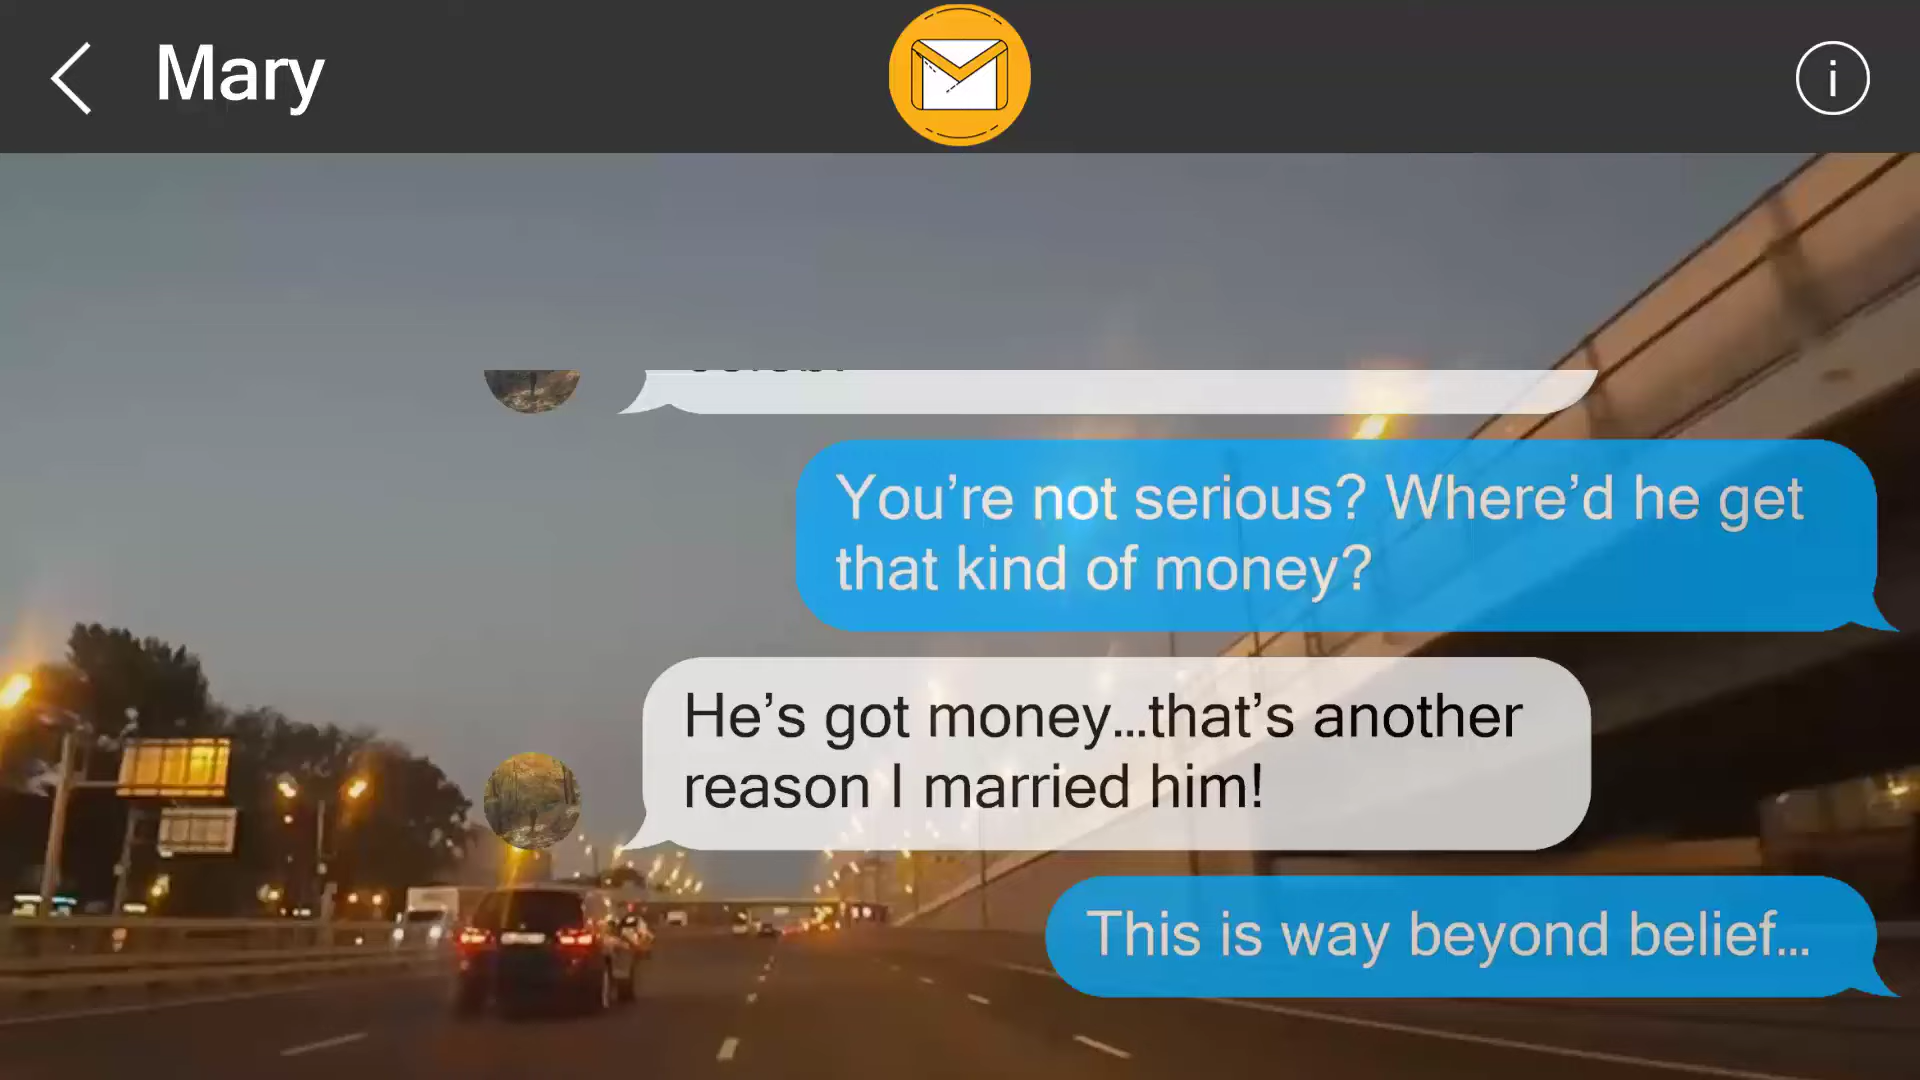 Mary
i
You’re not serious? Where’d he get
that kind of money?
He’s got money...that’s another
reason I married him!
This is way beyond belief...